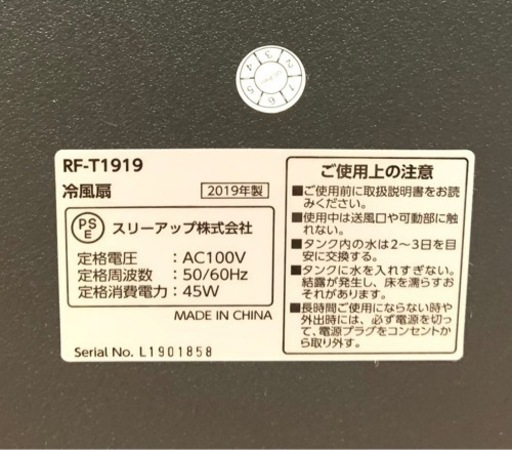 RF-T1919
冷風扇
2019年製
PSE
スリーアップ株式会社
定格電圧：AC100V
定格周波数：50/60Hz
定格消費電力：45W
MADE IN CHINA
Serial No. L1901858
ご使用上の注意
■ご使用前に取扱説明書をお読
みください。
■使用中は送風口や可動部に触
れない。
■タンク内の水は2～3日を目
安に交換する。
■タンクに水を入れすぎない。
結露が発生し、床を濡らすお
それがあります。
■長時間ご使用にならない時や
外出時には、必ず電源を切っ
て、電源プラグをコンセントか
ら取り外す。